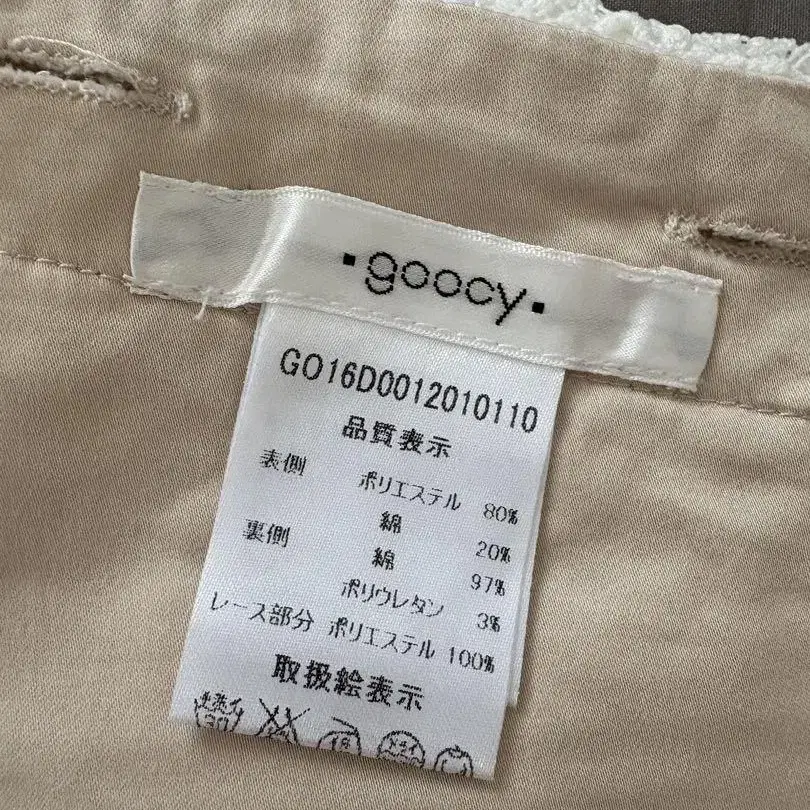 ▪goocy▪
GO16D0012010110
品質表示
表側 ポリエステル 80%
綿 20%
裏側 綿 97%
ポリウレタン 3%
レース部分 ポリエステル 100%
取扱絵表示